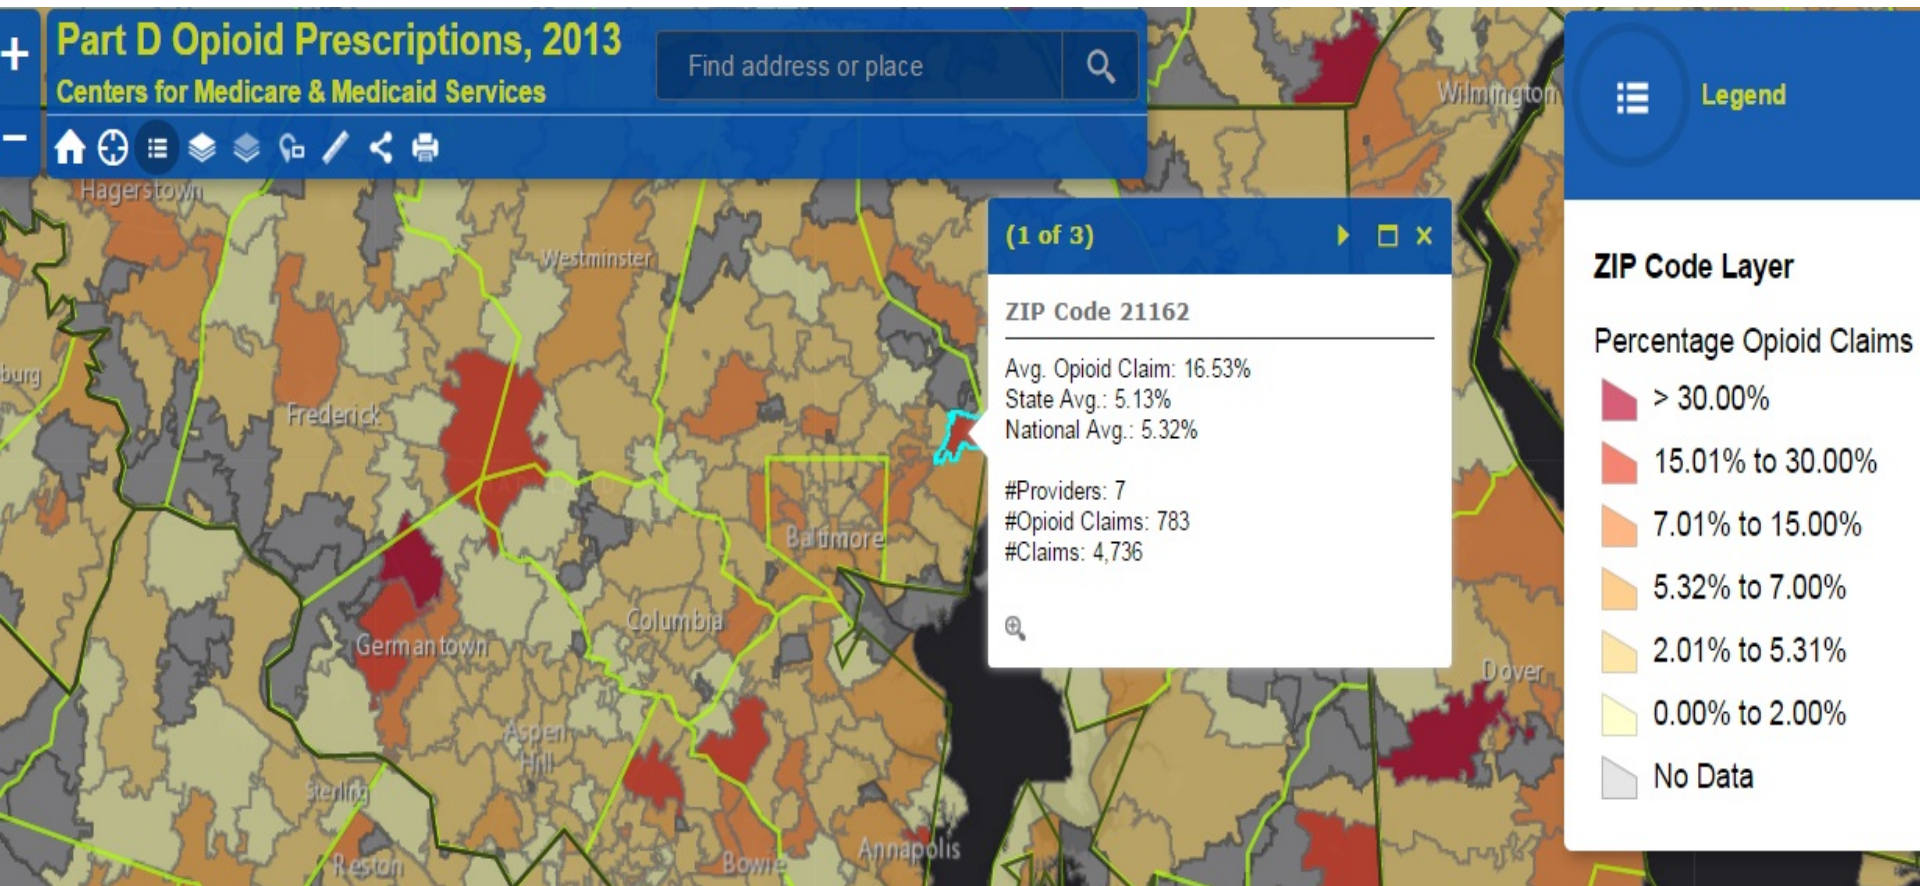 +
Part D Opioid Prescriptions, 2013
Centers for Medicare & Medicaid Services
Find address or place
−
Legend
Wilmington
Hagerstown
Westminster
(1 of 3)
ZIP Code 21162
Avg. Opioid Claim: 16.53%
State Avg.: 5.13%
National Avg.: 5.32%
#Providers: 7
#Opioid Claims: 783
#Claims: 4,736
ZIP Code Layer
Percentage Opioid Claims
> 30.00%
15.01% to 30.00%
7.01% to 15.00%
5.32% to 7.00%
2.01% to 5.31%
0.00% to 2.00%
No Data
burg
Frederick
Baltimore
Columbia
Germantown
Dover
Aspen
Hill
Sterling
Reston
Bowie
Annapolis